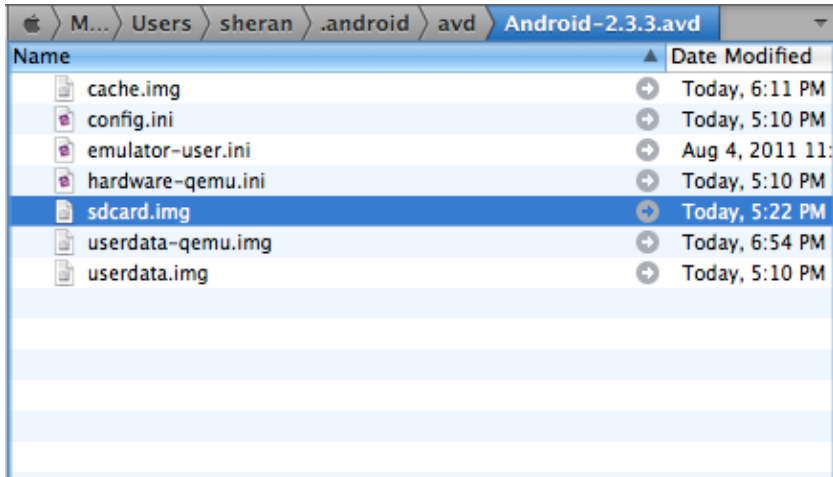 M... Users sheran .android avd Android-2.3.3.avd
Name Date Modified
cache.img Today, 6:11 PM
config.ini Today, 5:10 PM
emulator-user.ini Aug 4, 2011 11:
hardware-qemu.ini Today, 5:10 PM
sdcard.img Today, 5:22 PM
userdata-qemu.img Today, 6:54 PM
userdata.img Today, 5:10 PM